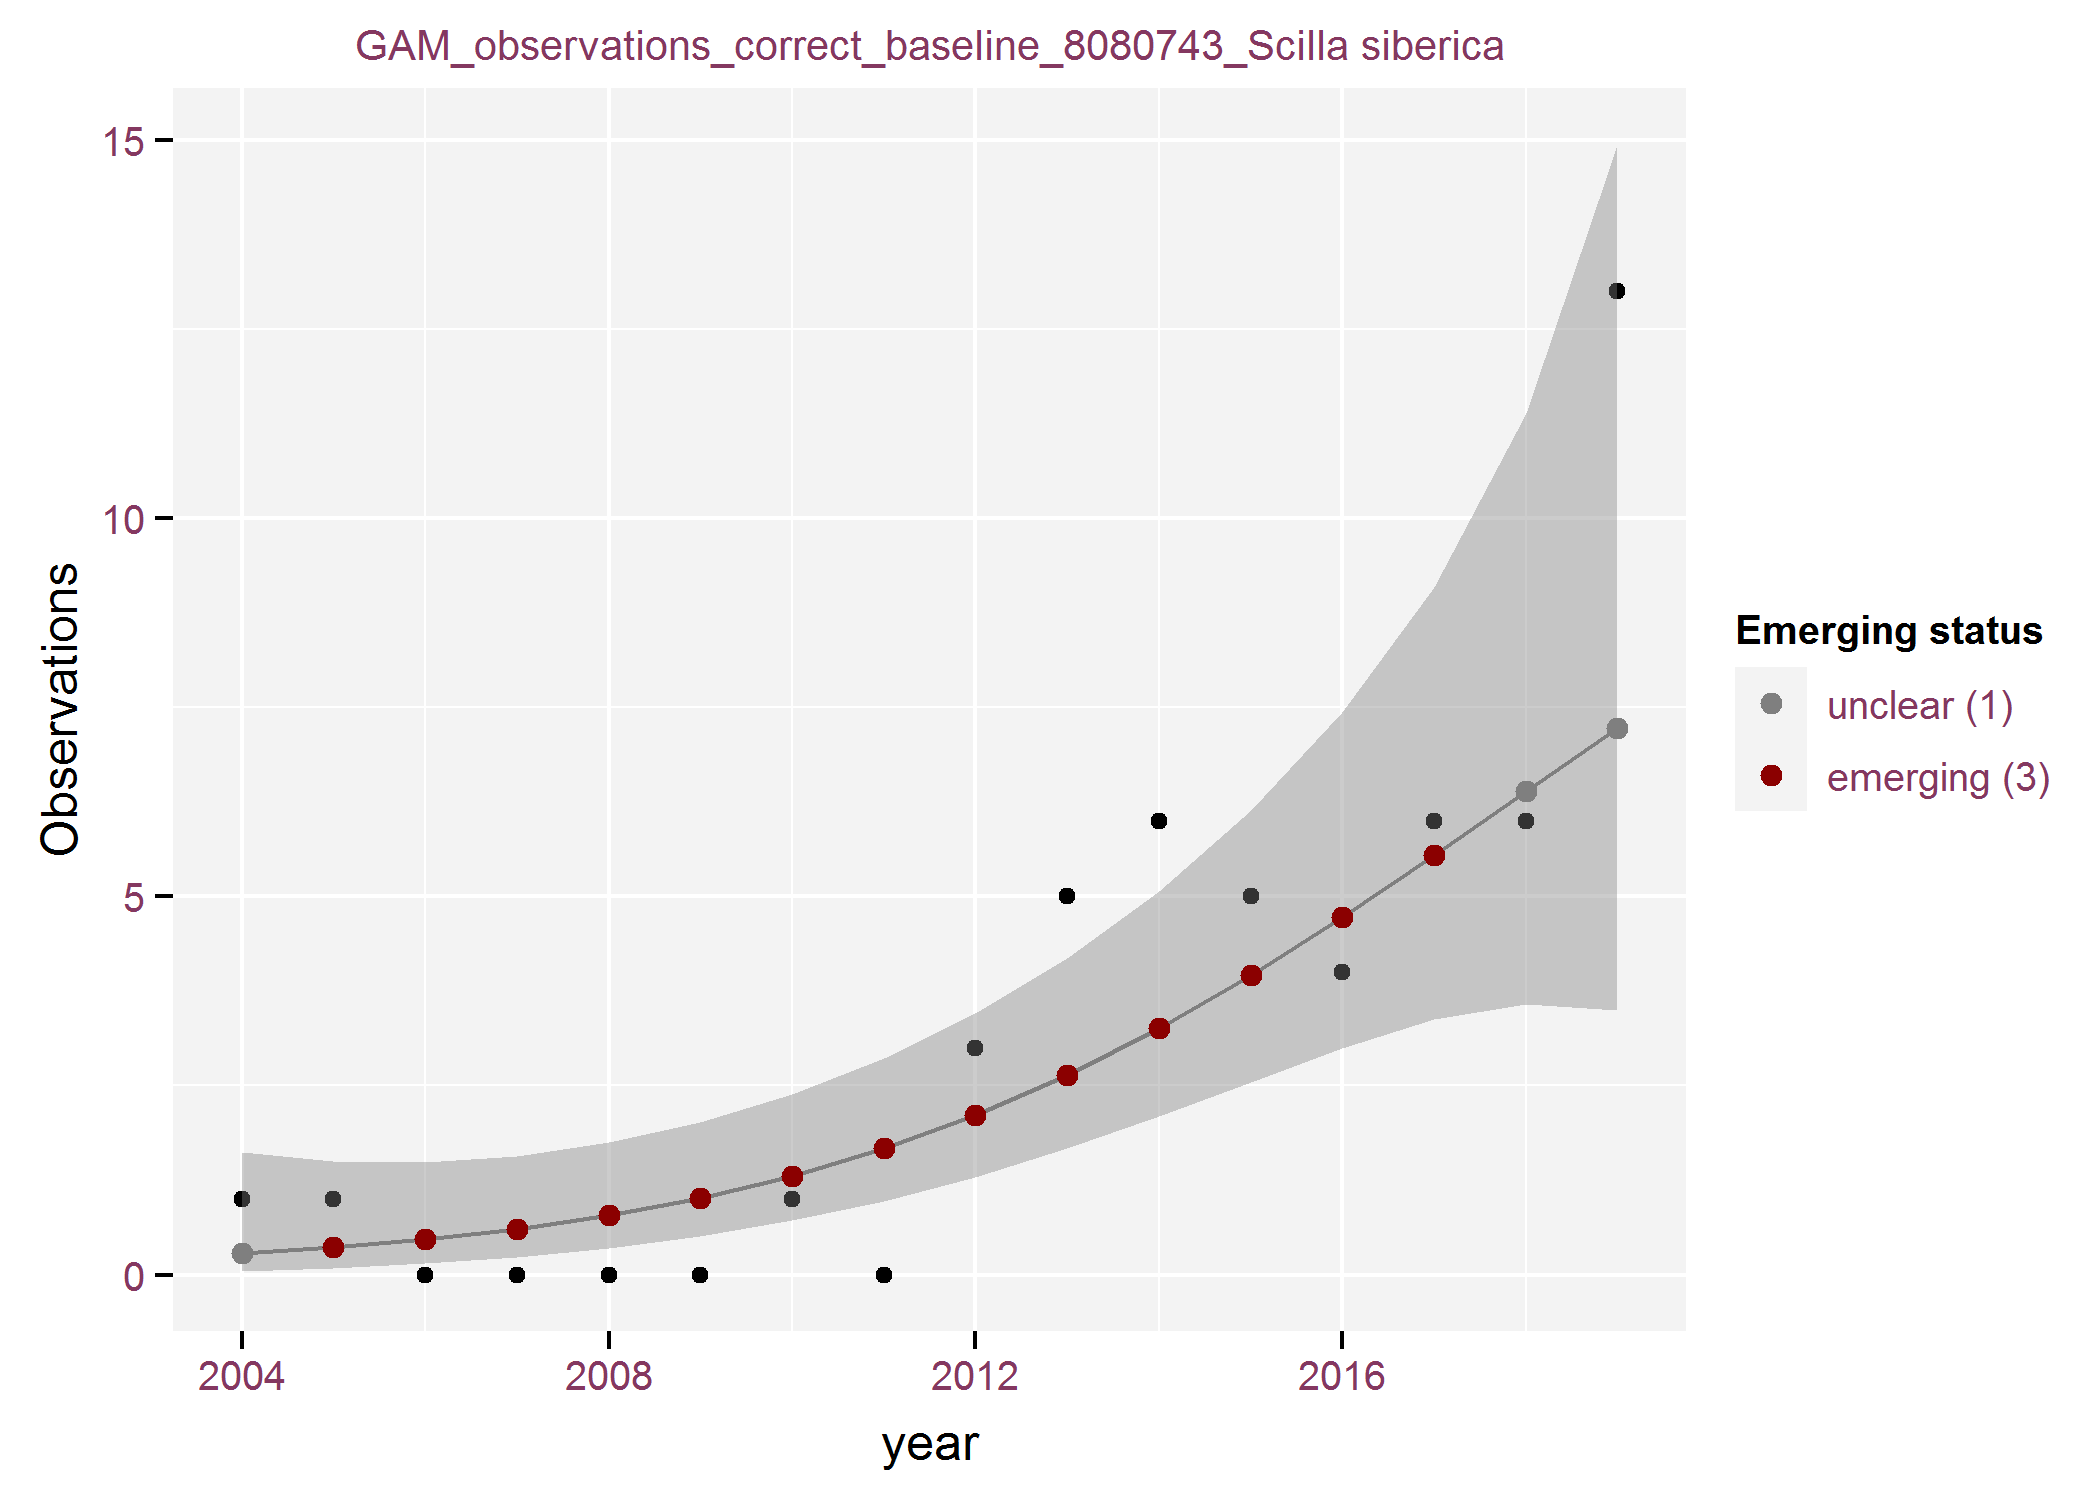 GAM_observations_correct_baseline_8080743_Scilla siberica
15
10
5
0
Observations
2004
2008
2012
2016
year
Emerging status
unclear (1)
emerging (3)